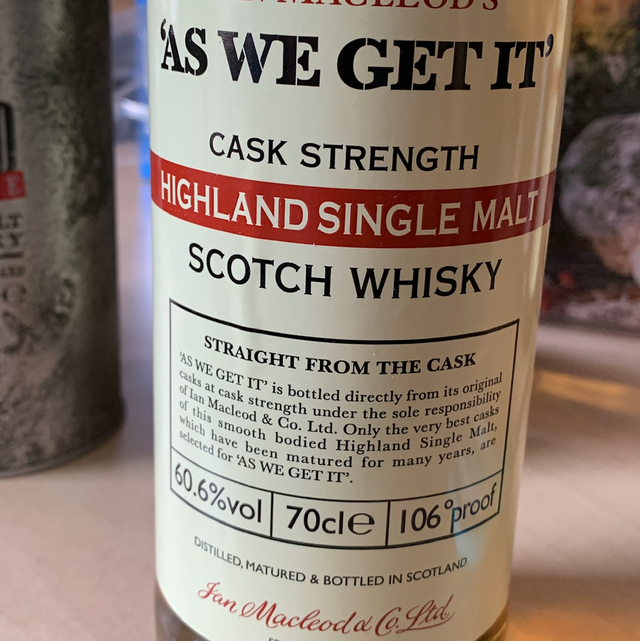 MACLEOD'S
'AS WE GET IT'
CASK STRENGTH
HIGHLAND SINGLE MALT
SCOTCH WHISKY
STRAIGHT FROM THE CASK
'AS WE GET IT' is bottled directly from its original
casks at cask strength under the sole responsibility
of Ian Macleod & Co. Ltd. Only the very best casks
of this smooth bodied Highland Single Malt,
which have been matured for many years, are
selected for 'AS WE GET IT'.
60.6%vol 70cle 106°proof
DISTILLED, MATURED & BOTTLED IN SCOTLAND
Ian Macleod & Co. Ltd.